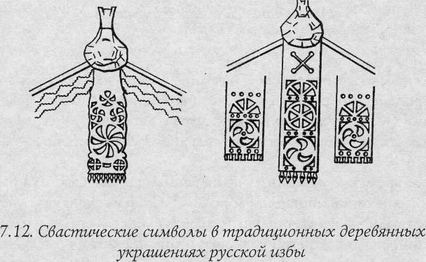 7.12. Свастические символы в традиционных деревянных
украшениях русской избы